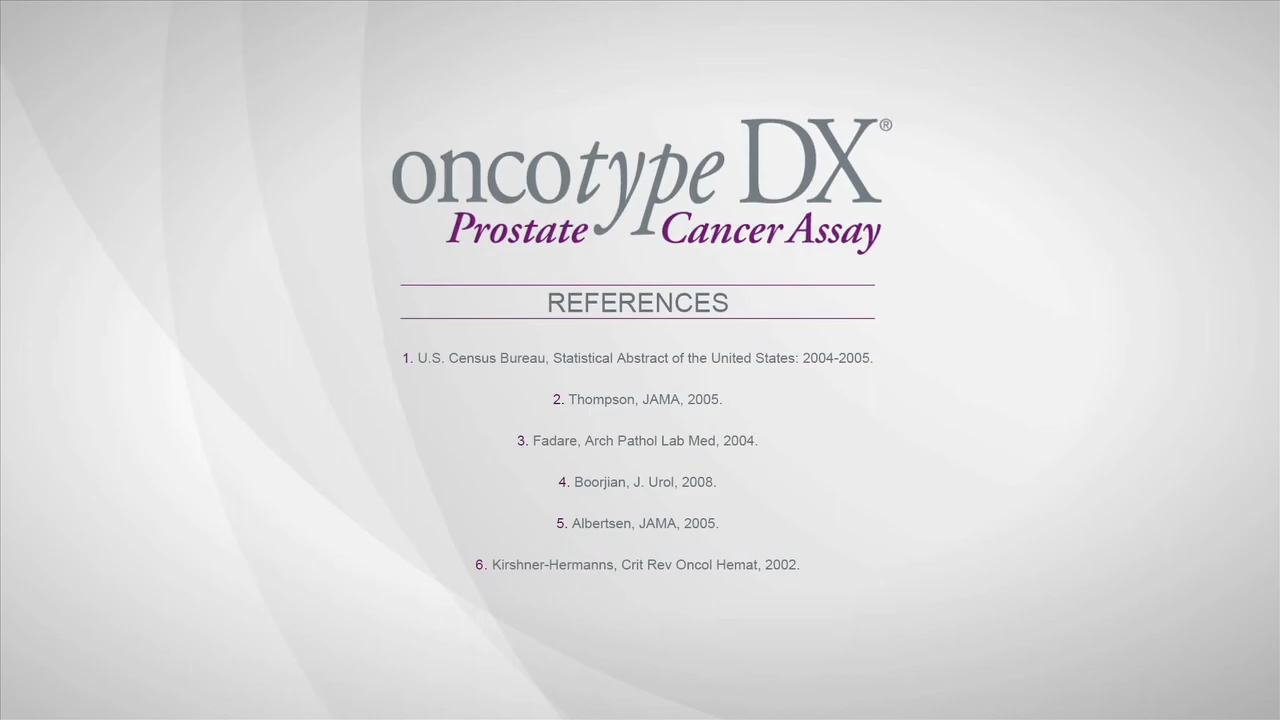 oncotype DX®
Prostate Cancer Assay
REFERENCES
1. U.S. Census Bureau, Statistical Abstract of the United States: 2004-2005.
2. Thompson, JAMA, 2005.
3. Fadare, Arch Pathol Lab Med, 2004.
4. Boorjian, J. Urol, 2008.
5. Albertsen, JAMA, 2005.
6. Kirshner-Hermanns, Crit Rev Oncol Hemat, 2002.